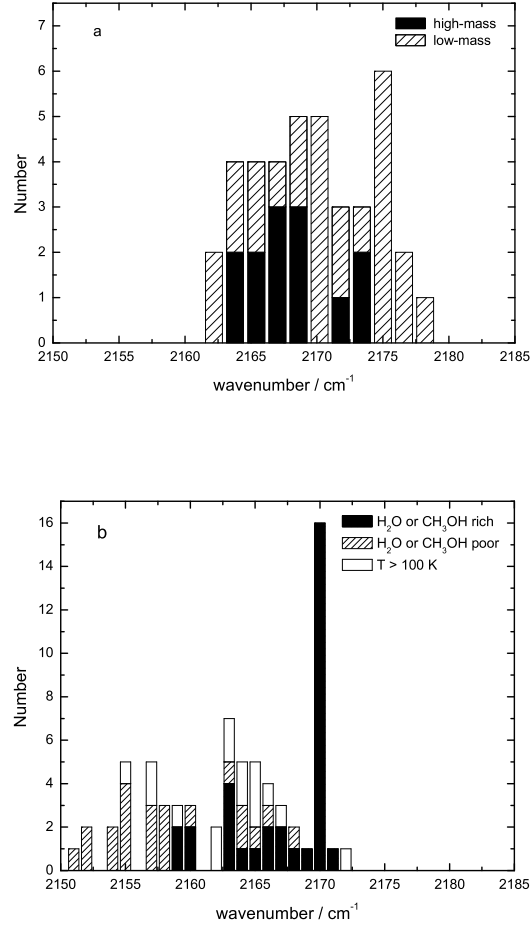 a
high-mass
low-mass
7
6
5
4
3
2
1
0
Number
2150 2155 2160 2165 2170 2175 2180 2185
wavenumber / cm⁻¹
b
H₂O or CH₃OH rich
H₂O or CH₃OH poor
T > 100 K
16
14
12
10
8
6
4
2
0
Number
2150 2155 2160 2165 2170 2175 2180 2185
wavenumber / cm⁻¹